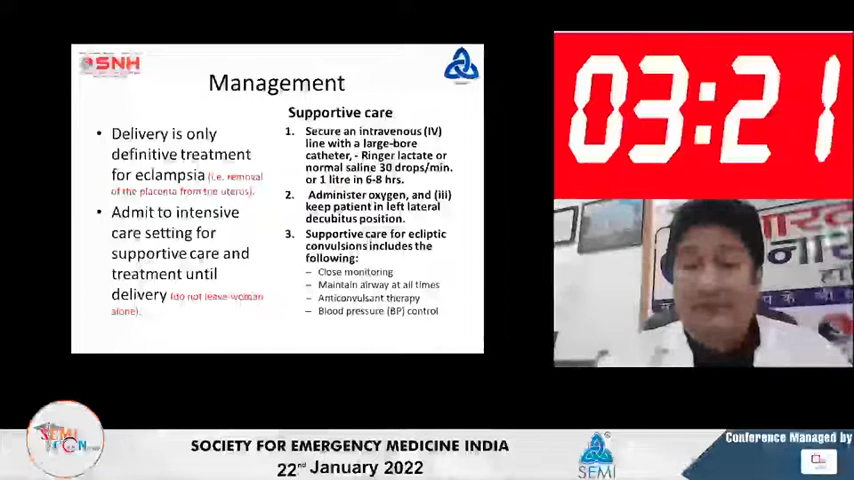 SNH
Management
• Delivery is only
definitive treatment
for eclampsia (i.e. removal
of the placenta from the uterus).
• Admit to intensive
care setting for
supportive care and
treatment until
delivery (do not leave woman
alone).
Supportive care
1. Secure an intravenous (IV)
line with a large-bore
catheter, - Ringer lactate or
normal saline 30 drops/min.
or 1 litre in 6-8 hrs.
2. Administer oxygen, and (iii)
keep patient in left lateral
decubitus position.
3. Supportive care for ecliptic
convulsions includes the
following:
– Close monitoring
– Maintain airway at all times
– Anticonvulsant therapy
– Blood pressure (BP) control
03:21
SOCIETY FOR EMERGENCY MEDICINE INDIA
22nd January 2022
SEMI
Conference Managed by